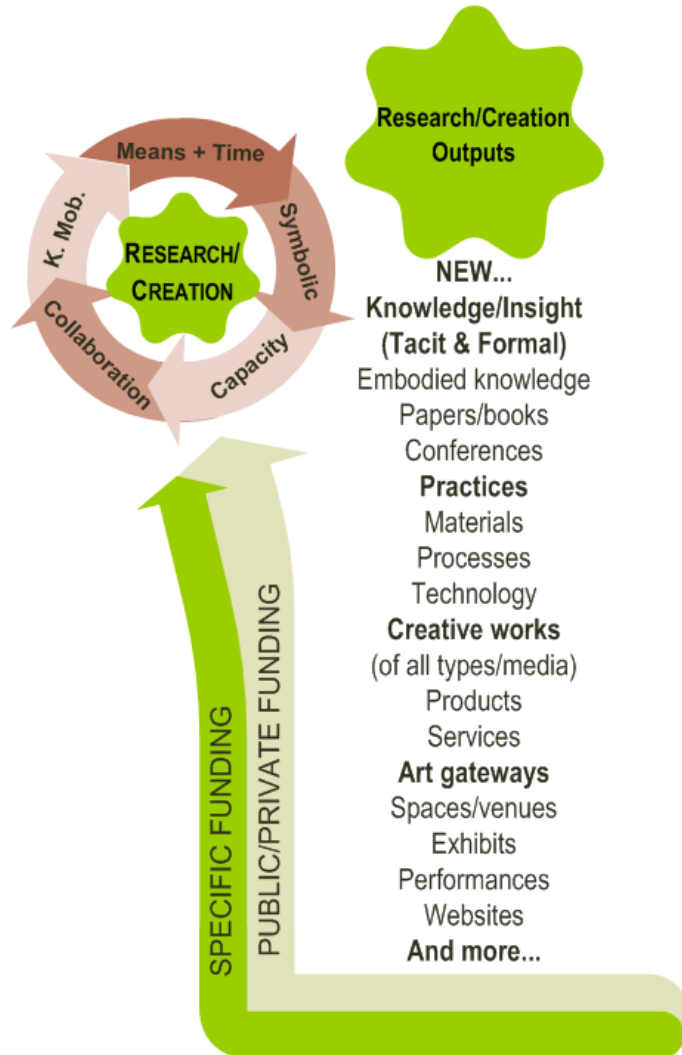 Means + Time
Symbolic
Capacity
Collaboration
K. Mob.
RESEARCH/
CREATION
SPECIFIC FUNDING
PUBLIC/PRIVATE FUNDING
Research/Creation
Outputs
NEW...
Knowledge/Insight
(Tacit & Formal)
Embodied knowledge
Papers/books
Conferences
Practices
Materials
Processes
Technology
Creative works
(of all types/media)
Products
Services
Art gateways
Spaces/venues
Exhibits
Performances
Websites
And more...